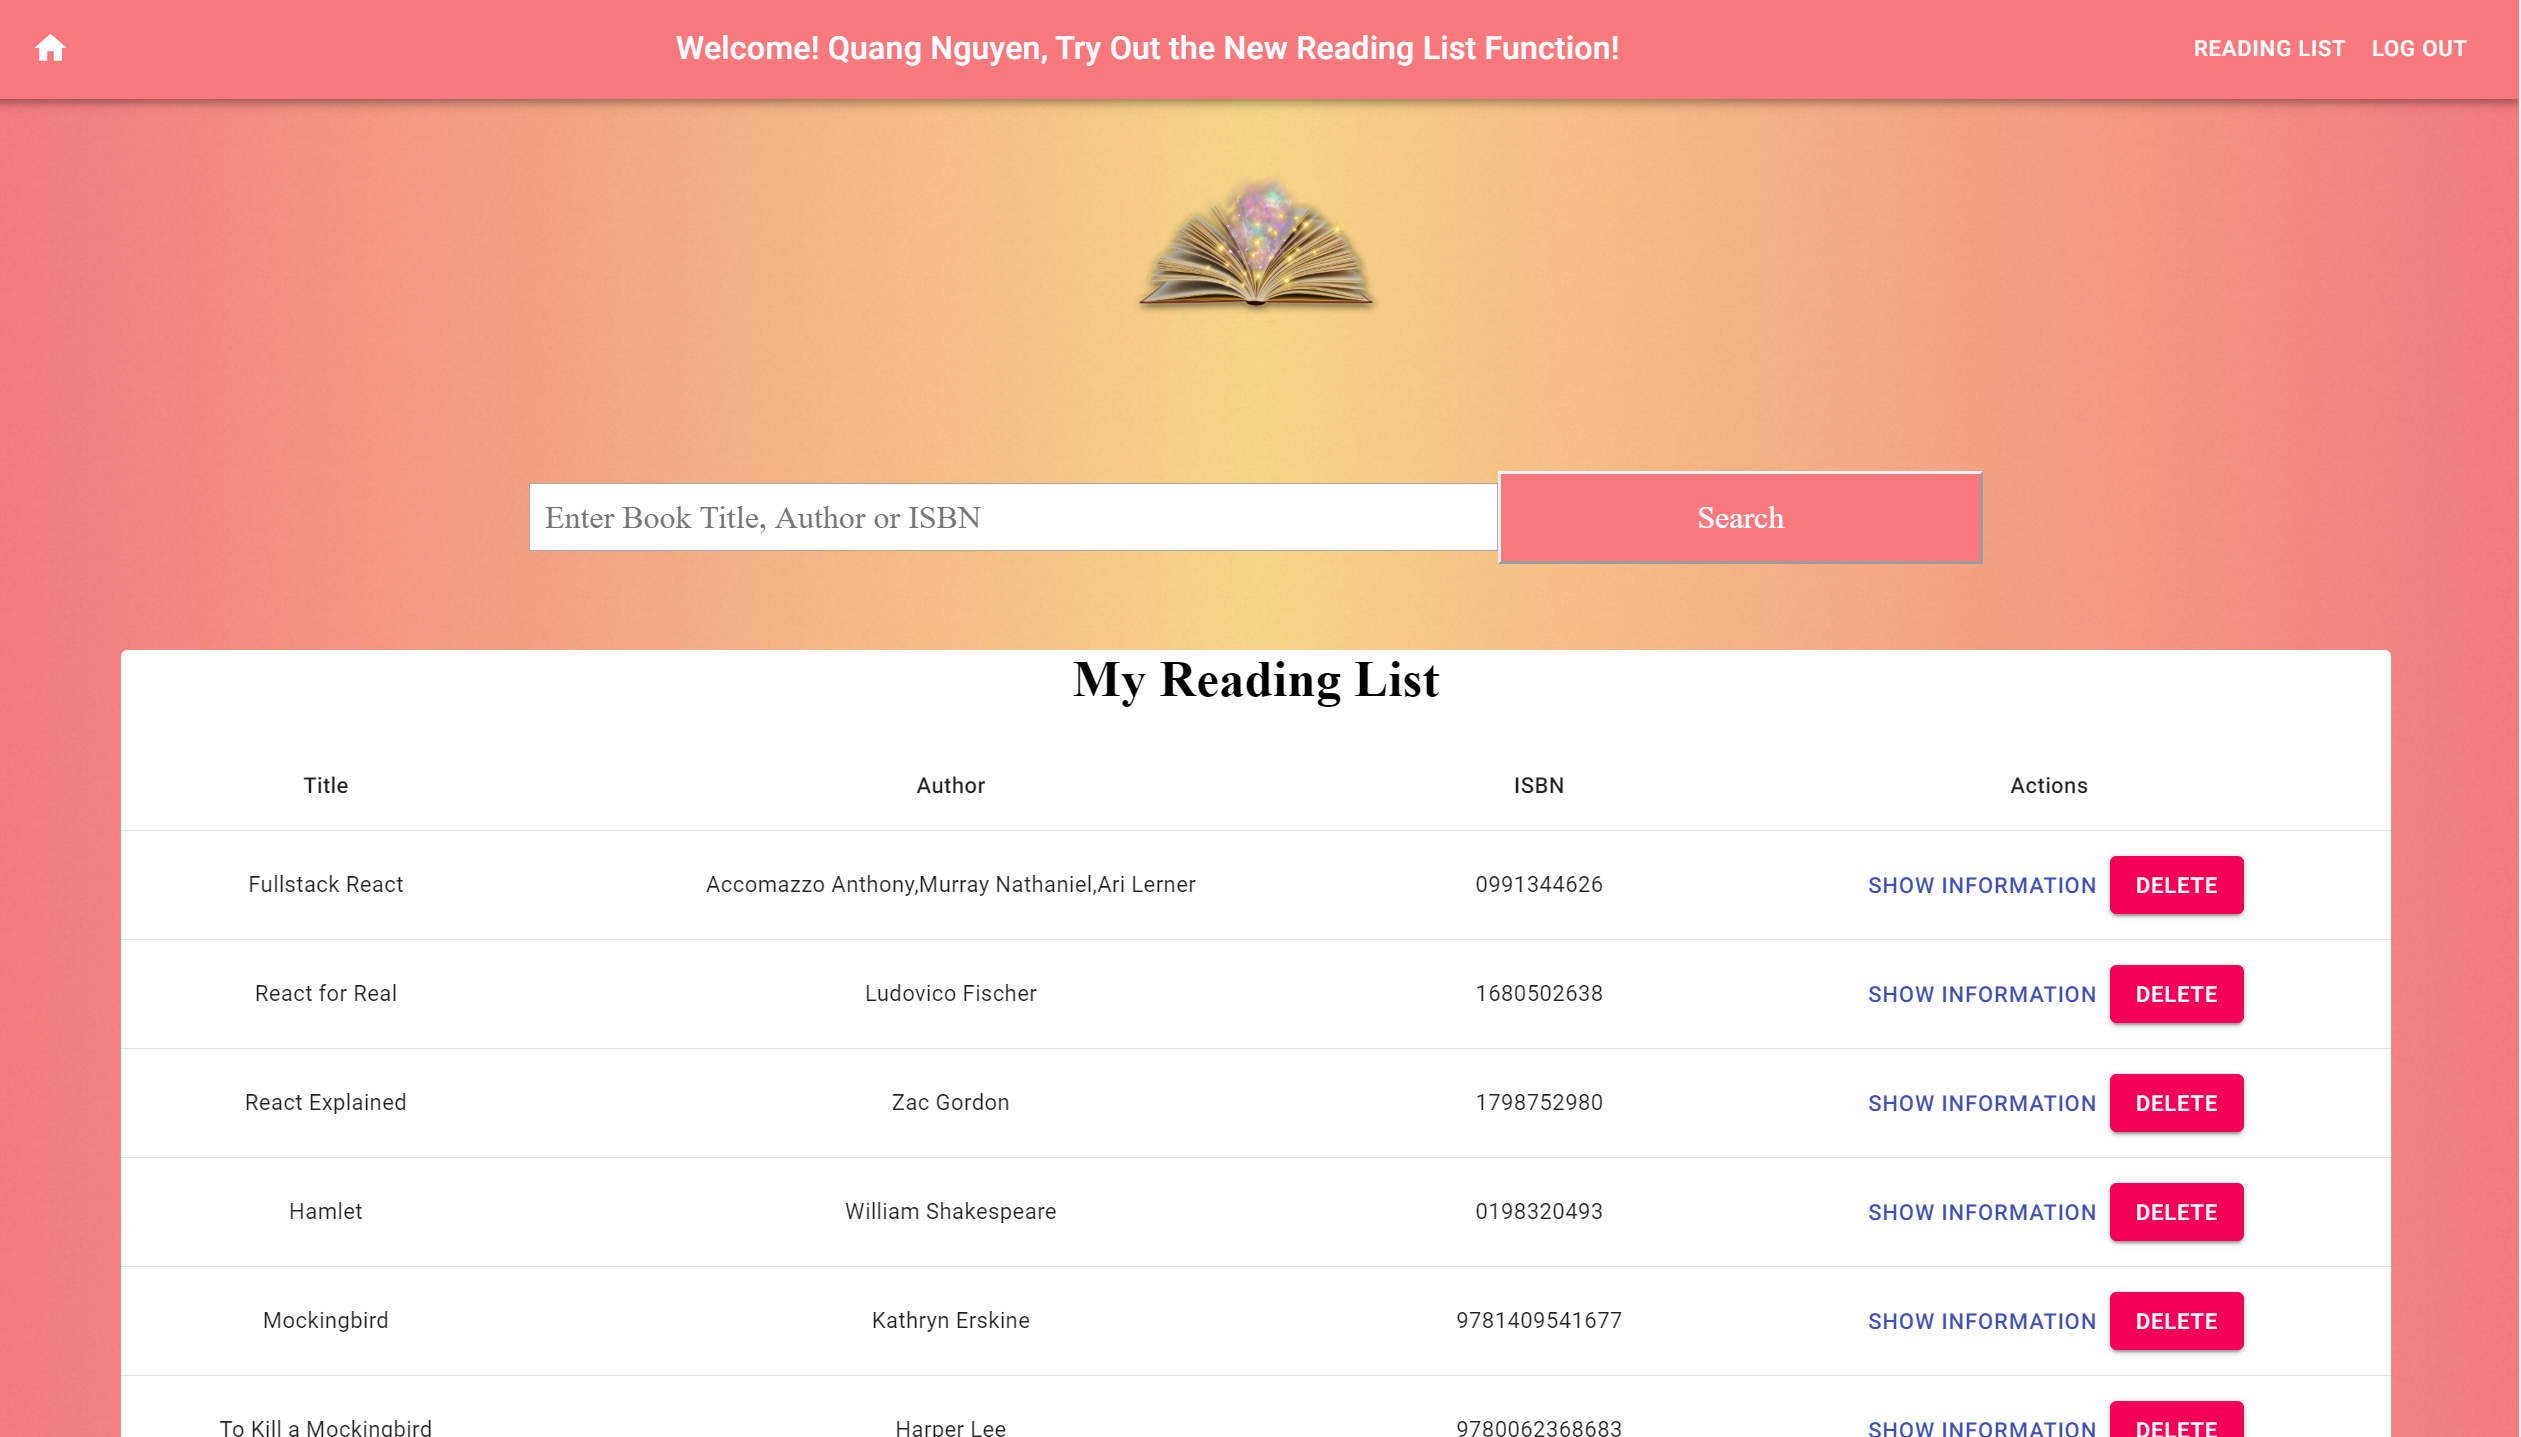 Welcome! Quang Nguyen, Try Out the New Reading List Function! READING LIST LOG OUT
Enter Book Title, Author or ISBN Search
My Reading List
Title Author ISBN Actions
Fullstack React Accomazzo Anthony,Murray Nathaniel,Ari Lerner 0991344626 SHOW INFORMATION DELETE
React for Real Ludovico Fischer 1680502638 SHOW INFORMATION DELETE
React Explained Zac Gordon 1798752980 SHOW INFORMATION DELETE
Hamlet William Shakespeare 0198320493 SHOW INFORMATION DELETE
Mockingbird Kathryn Erskine 9781409541677 SHOW INFORMATION DELETE
To Kill a Mockingbird Harper Lee 9780062368683 SHOW INFORMATION DELETE